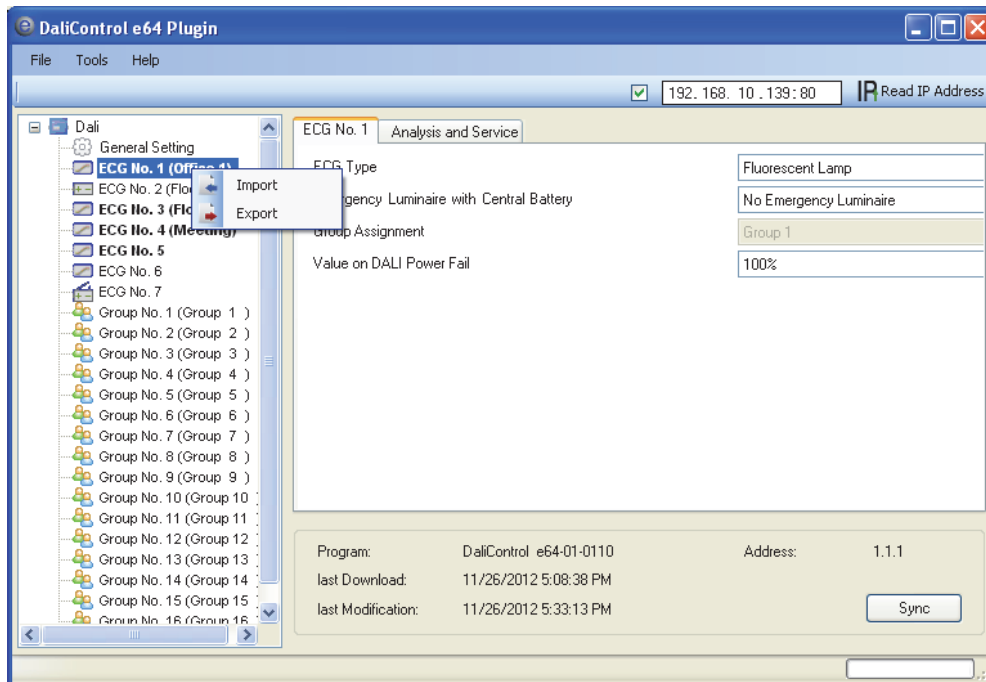 DaliControl e64 Plugin
File Tools Help
192.168. 10 .139:80 Read IP Address
Dali
General Setting
ECG No. 1 (Office 1)
ECG No. 2 (Flo
ECG No. 3 (Flo
ECG No. 4 (Meeting)
ECG No. 5
ECG No. 6
ECG No. 7
Group No. 1 (Group 1 )
Group No. 2 (Group 2 )
Group No. 3 (Group 3 )
Group No. 4 (Group 4 )
Group No. 5 (Group 5 )
Group No. 6 (Group 6 )
Group No. 7 (Group 7 )
Group No. 8 (Group 8 )
Group No. 9 (Group 9 )
Group No. 10 (Group 10
Group No. 11 (Group 11
Group No. 12 (Group 12
Group No. 13 (Group 13
Group No. 14 (Group 14
Group No. 15 (Group 15
Group No. 16 (Group 16
Import
Export
ECG No. 1 Analysis and Service
ECG Type Fluorescent Lamp
rgency Luminaire with Central Battery No Emergency Luminaire
Group Assignment Group 1
Value on DALI Power Fail 100%
Program: DaliControl e64-01-0110 Address: 1.1.1
last Download: 11/26/2012 5:08:38 PM
last Modification: 11/26/2012 5:33:13 PM
Sync